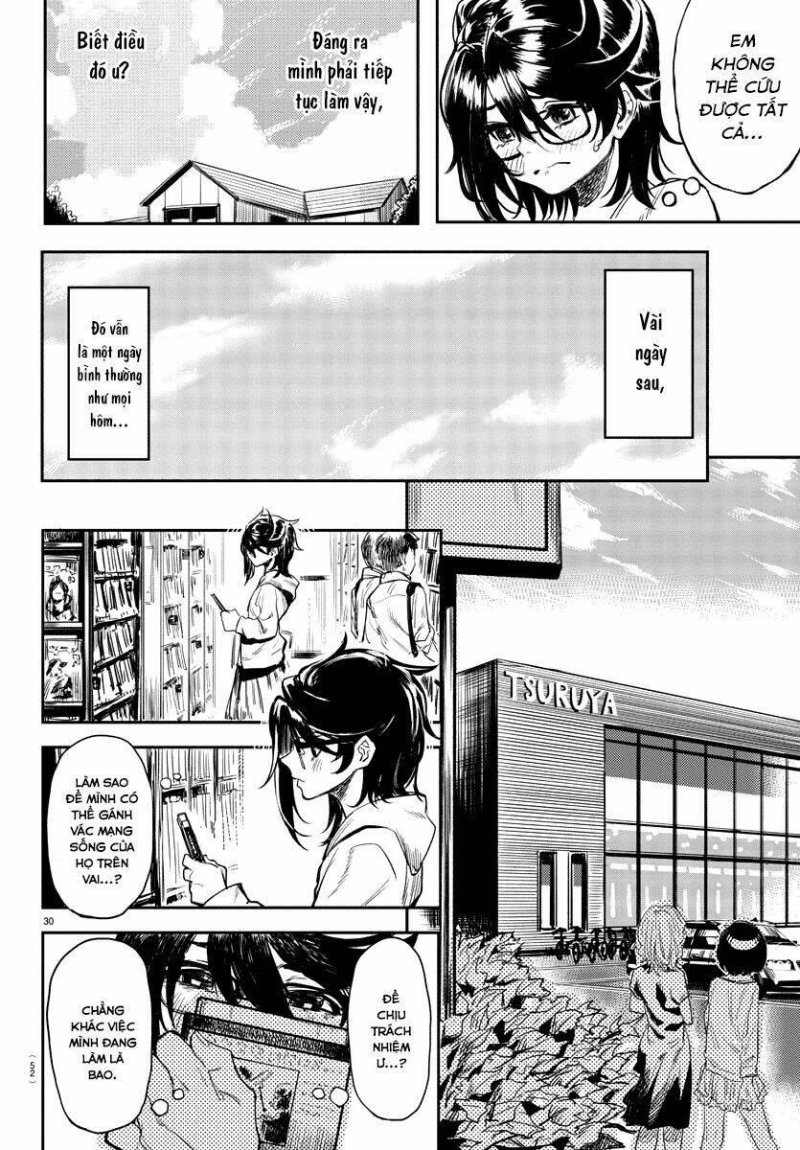 EM
KHÔNG
THỂ CỨU
ĐƯỢC TẤT
CẢ...
Đáng ra
mình phải tiếp
tục làm vậy,
Biết điều
đó ư?
Vài
ngày
sau,
Đó vẫn
là một ngày
bình thường
như mọi
hôm...
TSURUYA
LÀM SAO
ĐỂ MÌNH CÓ
THỂ GÁNH
VÁC MẠNG
SỐNG CỦA
HỌ TRÊN
VAI...?
30
ĐỂ
CHỊU
TRÁCH
NHIỆM
Ư...
CHẲNG
KHÁC VIỆC
MÌNH ĐANG
LÀM LÀ
BAO.
52